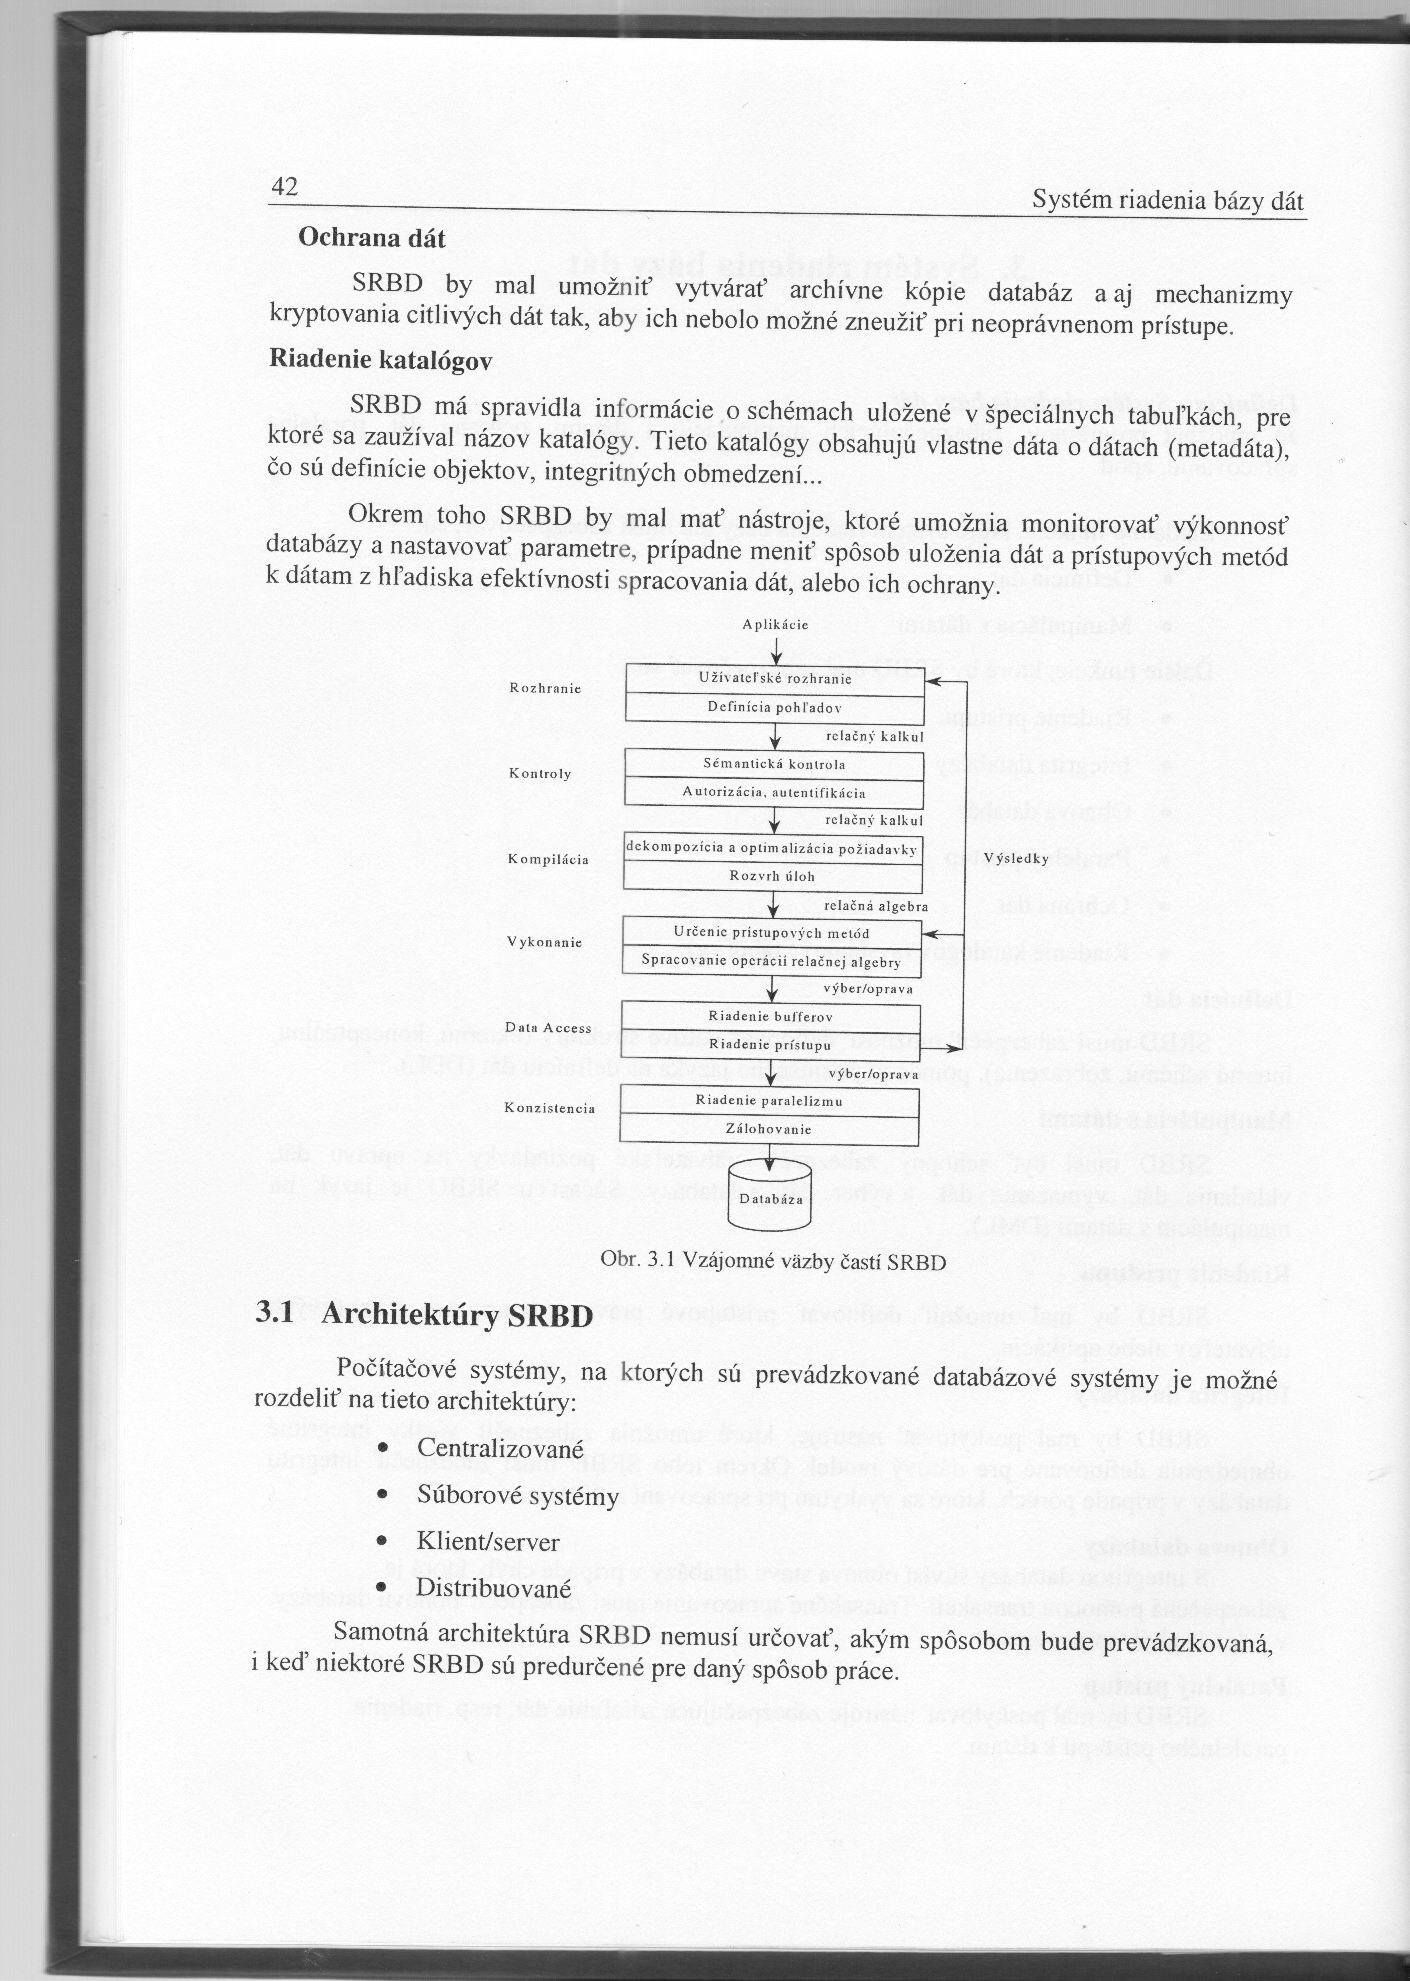 42
Systém riadenia bázy dát
Ochrana dát
SRBD by mal umožniť vytvárať archívne kópie databáz a aj mechanizmy
kryptovania citlivých dát tak, aby ich nebolo možné zneužiť pri neoprávnenom prístupe.
Riadenie katalógov
SRBD má spravidla informácie o schémach uložené v špeciálnych tabuľkách, pre
ktoré sa zaužíval názov katalógy. Tieto katalógy obsahujú vlastne dáta o dátach (metadáta),
čo sú definície objektov, integritných obmedzení...
Okrem toho SRBD by mal mať nástroje, ktoré umožnia monitorovať výkonnosť
databázy a nastavovať parametre, prípadne meniť spôsob uloženia dát a prístupových metód
k dátam z hľadiska efektívnosti spracovania dát, alebo ich ochrany.
Aplikácie
Rozhranie
Užívateľské rozhranie
Definícia pohľadov
relačný kalkul
Kontroly
Sémantická kontrola
Autorizácia, autentifikácia
relačný kalkul
Kompilácia
dekompozícia a optimalizácia požiadavky
Rozvrh úloh
Výsledky
relačná algebra
Vykonanie
Určenie prístupových metód
Spracovanie operácií relačnej algebry
výber/oprava
Data Access
Riadenie bufferov
Riadenie prístupu
výber/oprava
Konzistencia
Riadenie paralelizmu
Zálohovanie
Databáza
Obr. 3.1 Vzájomné väzby častí SRBD
3.1 Architektúry SRBD
Počítačové systémy, na ktorých sú prevádzkované databázové systémy je možné
rozdeliť na tieto architektúry:
• Centralizované
• Súborové systémy
• Klient/server
• Distribuované
Samotná architektúra SRBD nemusí určovať, akým spôsobom bude prevádzkovaná,
i keď niektoré SRBD sú predurčené pre daný spôsob práce.